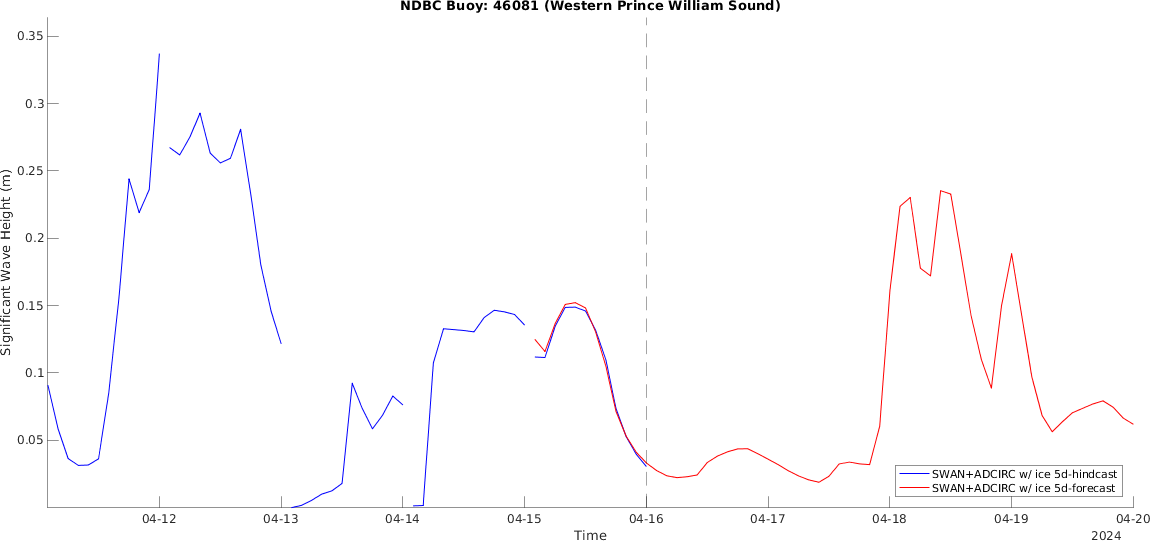 NDBC Buoy: 46081 (Western Prince William Sound)
0.35
0.3
0.25
0.2
0.15
0.1
0.05
Significant Wave Height (m)
SWAN+ADCIRC w/ ice 5d-hindcast
SWAN+ADCIRC w/ ice 5d-forecast
04-12 04-13 04-14 04-15 04-16 04-17 04-18 04-19 04-20
Time
2024